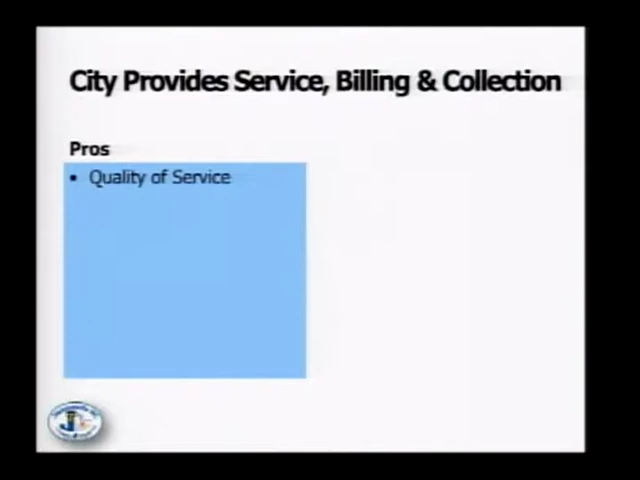 City Provides Service, Billing & Collection
Pros
• Quality of Service